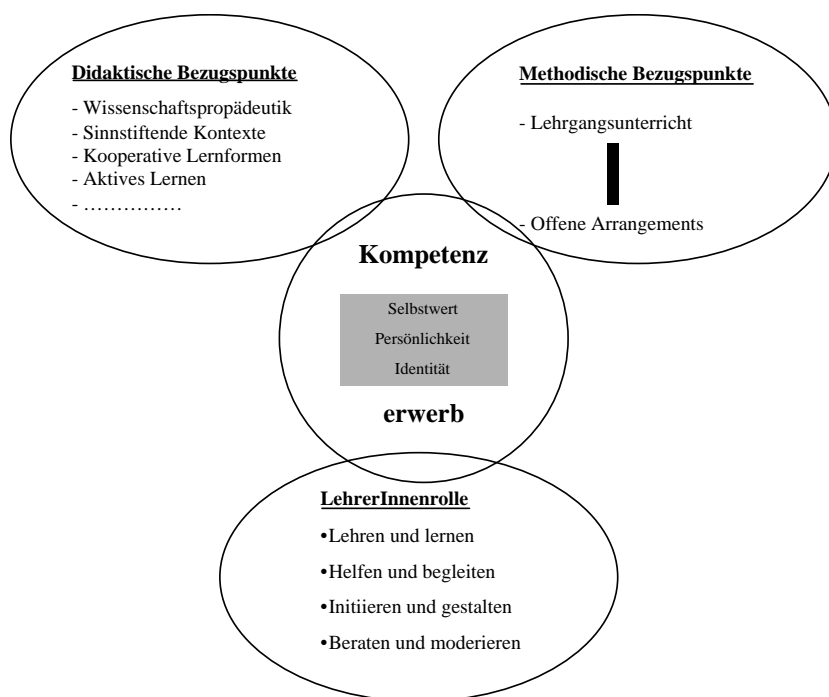 Didaktische Bezugspunkte
- Wissenschaftspropädeutik
- Sinnstiftende Kontexte
- Kooperative Lernformen
- Aktives Lernen
- ……………
Methodische Bezugspunkte
- Lehrgangsunterricht
- Offene Arrangements
Kompetenz
Selbstwert
Persönlichkeit
Identität
erwerb
LehrerInnenrolle
•Lehren und lernen
•Helfen und begleiten
•Initiieren und gestalten
•Beraten und moderieren